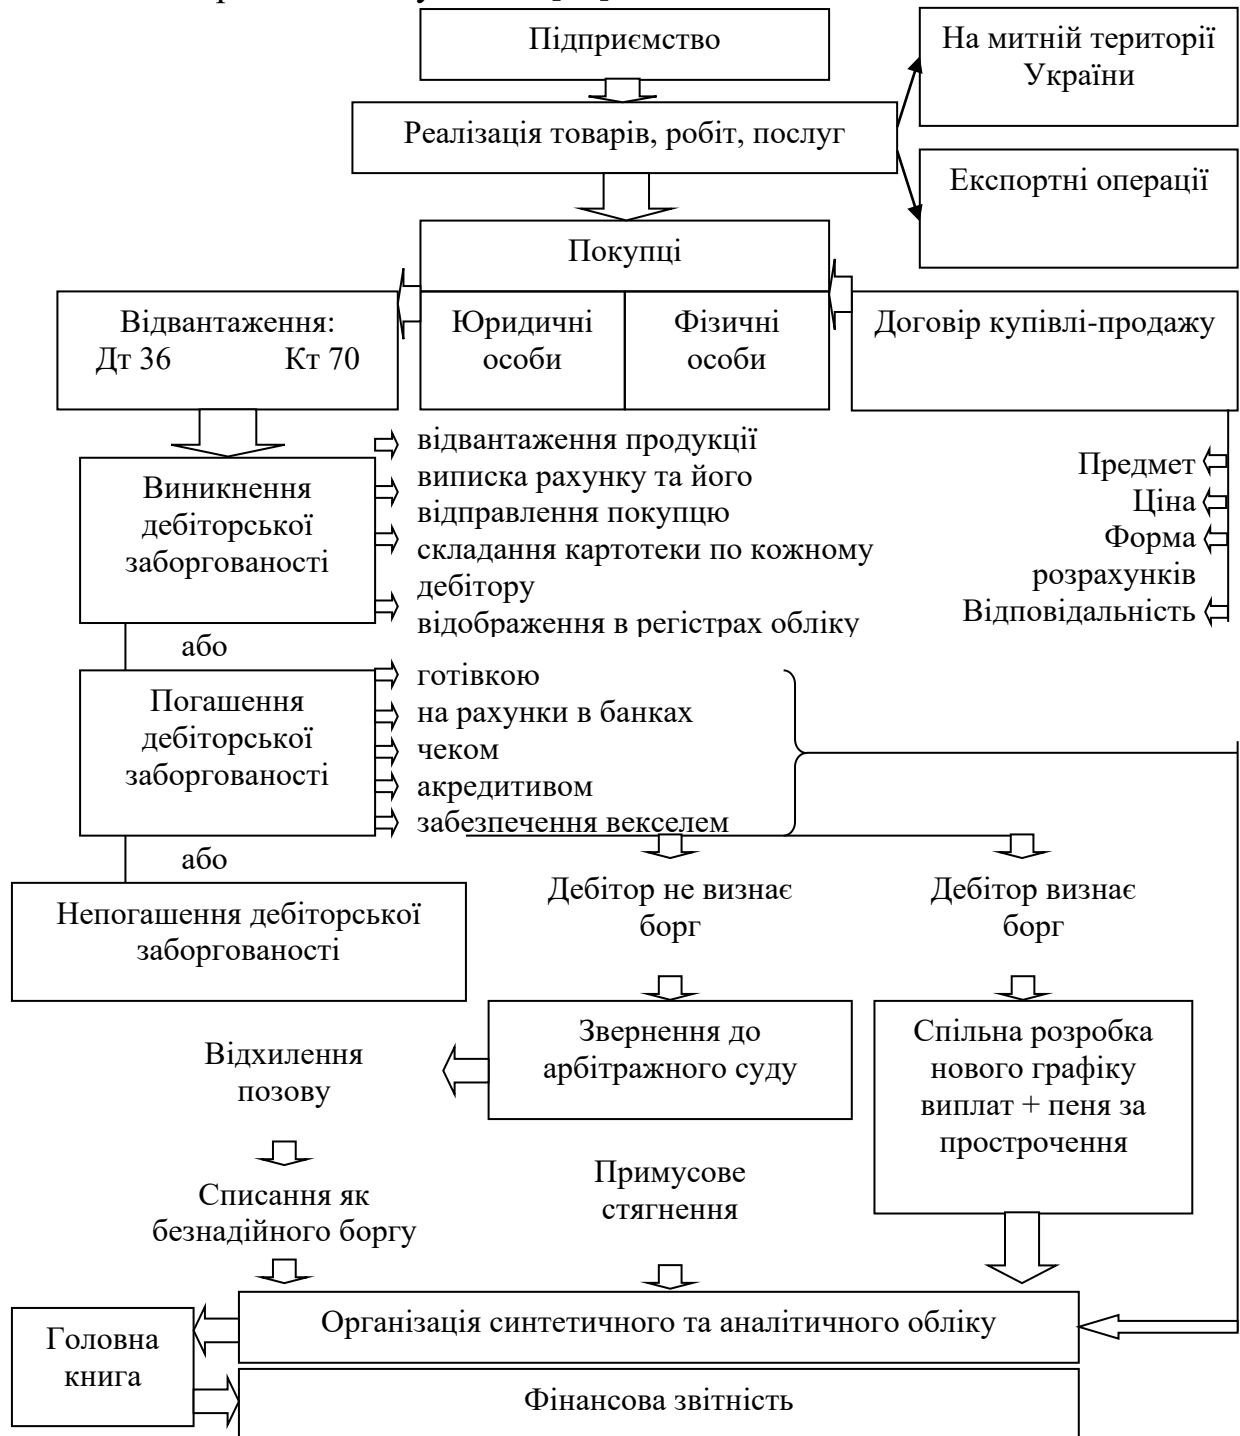 Підприємство
На митній території
України
Реалізація товарів, робіт, послуг
Експортні операції
Покупці
Юридичні
особи
Фізичні
особи
Відвантаження:
Дт 36 Кт 70
Договір купівлі-продажу
Предмет
Ціна
Форма
розрахунків
Відповідальність
Виникнення
дебіторської
заборгованості
відвантаження продукції
виписка рахунку та його
відправлення покупцю
складання картотеки по кожному
дебітору
відображення в регістрах обліку
або
Погашення
дебіторської
заборгованості
готівкою
на рахунки в банках
чеком
акредитивом
забезпечення векселем
або
Непогашення дебіторської
заборгованості
Дебітор не визнає
борг
Дебітор визнає
борг
Звернення до
арбітражного суду
Спільна розробка
нового графіку
виплат + пеня за
прострочення
Відхилення
позову
Списання як
безнадійного боргу
Примусове
стягнення
Організація синтетичного та аналітичного обліку
Головна
книга
Фінансова звітність